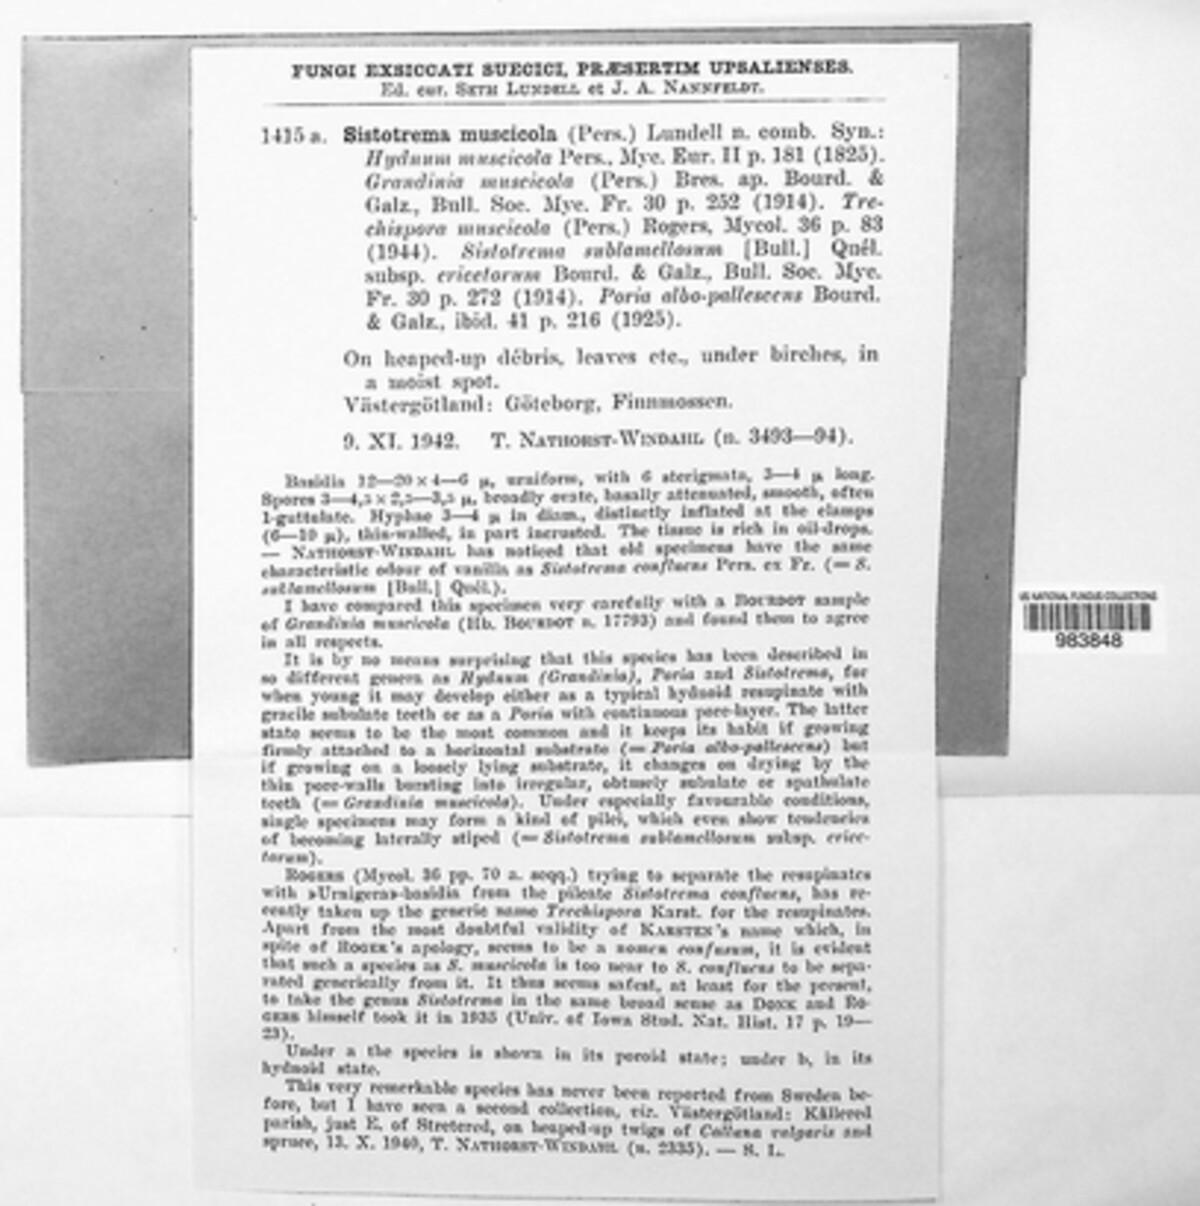 FUNGI EXSICCATI SUECICI, PRÆSERTIM UPSALIENSES.
Ed. cur. SETH LUNDELL et J. A. NANNFELDT.
1415 a. Sistotrema muscicola (Pers.) Lundell n. comb. Syn.:
Hydnum muscicola Pers., Myc. Eur. II p. 181 (1825).
Grandinia muscicola (Pers.) Bres. ap. Bourd. &
Galz., Bull. Soc. Myc. Fr. 30 p. 252 (1914). Tre-
chispora muscicola (Pers.) Rogers, Mycol. 36 p. 83
(1944). Sistotrema sublamellosum [Bull.] Quél.
subsp. ericetorum Bourd. & Galz., Bull. Soc. Myc.
Fr. 30 p. 272 (1914). Poria albo-pallescens Bourd.
& Galz., ibid. 41 p. 216 (1925).
On heaped-up débris, leaves etc., under birches, in
a moist spot.
Västergötland: Göteborg, Finnmossen.
9. XI. 1942. T. NATHORST-WINDAHL (n. 3493—94).
Basidia 12—20 × 4—6 µ, urniform, with 6 sterigmata, 3—4 µ long.
Spores 3—4,5 × 2,5—3,5 µ, broadly ovate, basally attenuated, smooth, often
1-guttulate. Hyphae 3—4 µ in diam., distinctly inflated at the clamps
(6—10 µ), thin-walled, in part incrusted. The tissue is rich in oil-drops.
— NATHORST-WINDAHL has noticed that old specimens have the same
characteristic odour of vanilla as Sistotrema confluens Pers. ex Fr. (= S.
sublamellosum [Bull.] Quél.).
I have compared this specimen very carefully with a BOURDOT sample
of Grandinia muscicola (Hb. BOURDOT n. 17793) and found them to agree
in all respects.
It is by no means surprising that this species has been described in
so different genera as Hydnum (Grandinia), Poria and Sistotrema, for
when young it may develop either as a typical hydnoid resupinate with
gracile subulate teeth or as a Poria with continuous pore-layer. The latter
state seems to be the most common and it keeps its habit if growing
firmly attached to a horizontal substrate (= Poria albo-pallescens) but
if growing on a loosely lying substrate, it changes on drying by the
thin pore-walls bursting into irregular, obtusely subulate or spathulate
teeth (= Grandinia muscicola). Under especially favourable conditions,
single specimens may form a kind of pilei, which even show tendencies
of becoming laterally stiped (= Sistotrema sublamellosum subsp. erice-
torum).
ROGERS (Mycol. 36 pp. 70 a. seqq.) trying to separate the resupinates
with »Urnigera»-basidia from the pileate Sistotrema confluens, has re-
cently taken up the generic name Trechispora Karst. for the resupinates.
Apart from the most doubtful validity of KARSTEN's name which, in
spite of ROGER's apology, seems to be a nomen confusum, it is evident
that such a species as S. muscicola is too near to S. confluens to be sepa-
rated generically from it. It thus seems safest, at least for the present,
to take the genus Sistotrema in the same broad sense as DONK and RO-
GERS himself took it in 1935 (Univ. of Iowa Stud. Nat. Hist. 17 p. 19—
23).
Under a the species is shown in its poroid state; under b, in its
hydnoid state.
This very remarkable species has never been reported from Sweden be-
fore, but I have seen a second collection, viz. Västergötland: Kållered
parish, just E. of Stretered, on heaped-up twigs of Calluna vulgaris and
spruce, 13. X. 1940, T. NATHORST-WINDAHL (n. 2335). — S. L.
US NATIONAL FUNGUS COLLECTIONS
983848